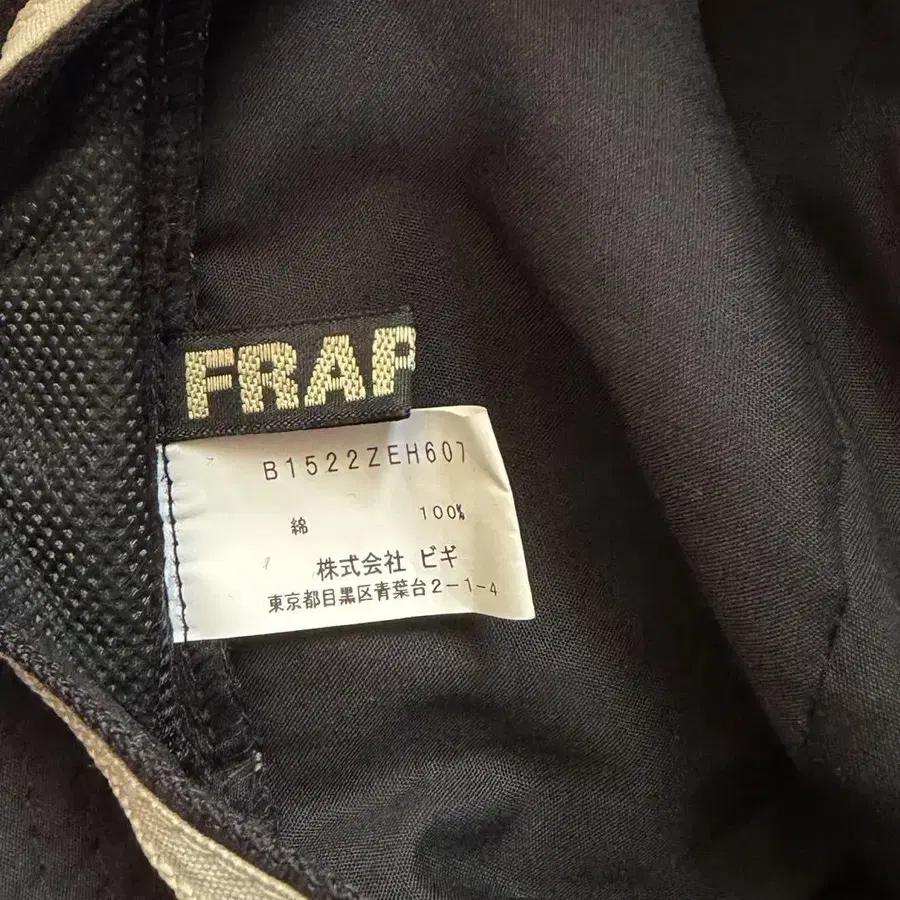 FRAP
B1522ZEH607
綿 100%
株式会社 ビギ
東京都目黒区青葉台2-1-4